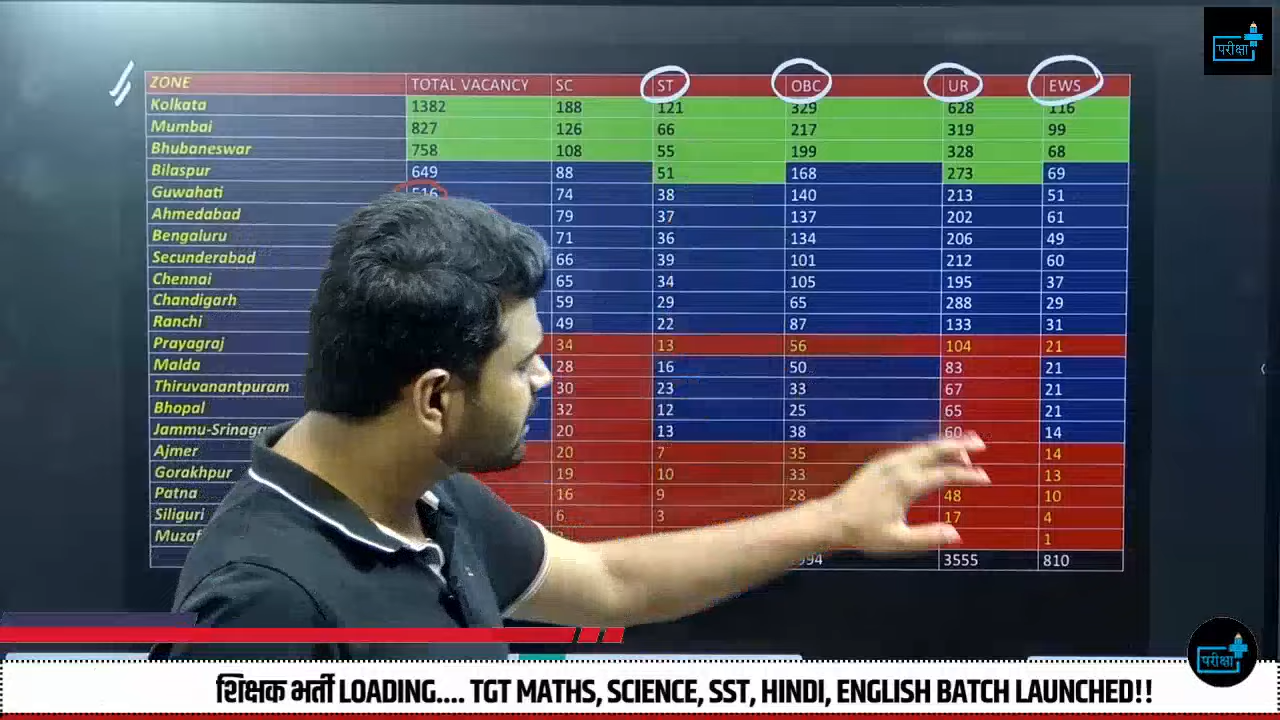 परीक्षा
ZONE TOTAL VACANCY SC ST OBC UR EWS
Kolkata 1382 188 121 329 628 116
Mumbai 827 126 66 217 319 99
Bhubaneswar 758 108 55 199 328 68
Bilaspur 649 88 51 168 273 69
Guwahati 516 74 38 140 213 51
Ahmedabad 79 37 137 202 61
Bengaluru 71 36 134 206 49
Secunderabad 66 39 101 212 60
Chennai 65 34 105 195 37
Chandigarh 59 29 65 288 29
Ranchi 49 22 87 133 31
Prayagraj 34 13 56 104 21
Malda 28 16 50 83 21
Thiruvanantpuram 30 23 33 67 21
Bhopal 32 12 25 65 21
Jammu-Srinagar 20 13 38 60 14
Ajmer 20 7 35 14
Gorakhpur 19 10 33 13
Patna 16 9 28 48 10
Siliguri 6 3 17 4
Muzaf 1
994 3555 810
परीक्षा
शिक्षक भर्ती LOADING.... TGT MATHS, SCIENCE, SST, HINDI, ENGLISH BATCH LAUNCHED!!